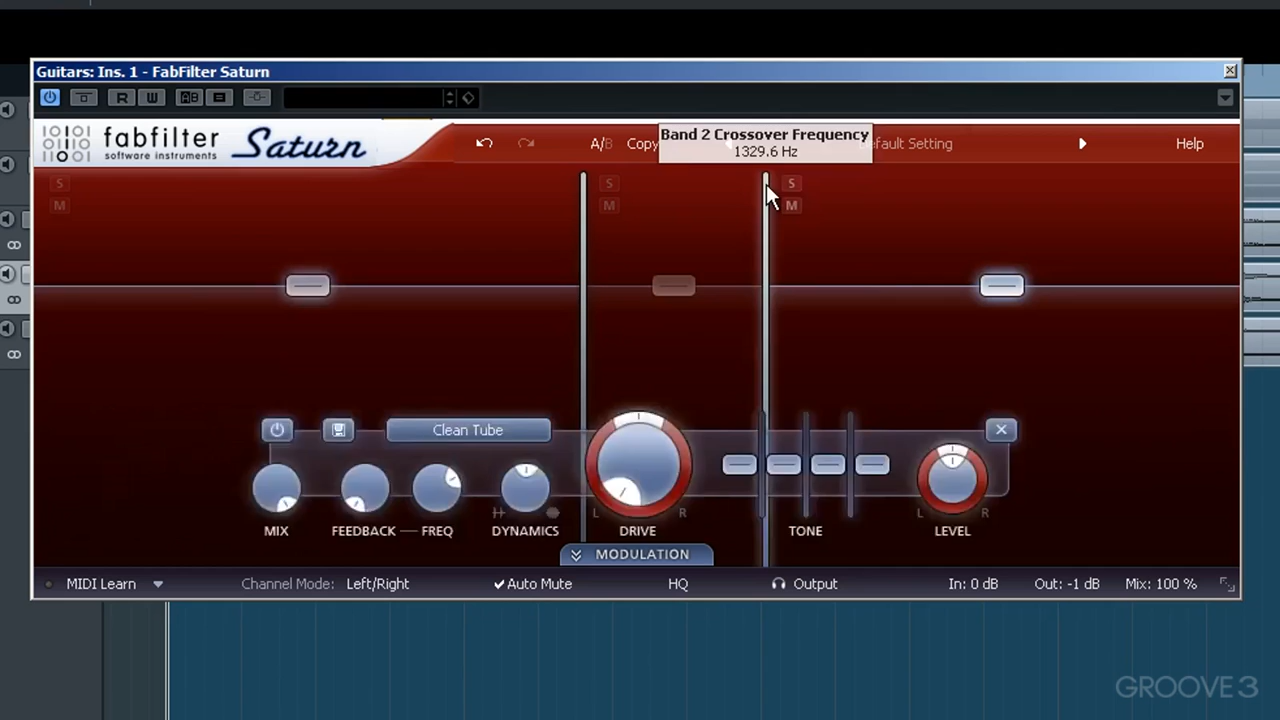 Guitars: Ins. 1 - FabFilter Saturn
R W AB
fabfilter
software instruments
Saturn
A/B Copy
Band 2 Crossover Frequency
1329.6 Hz
efault Setting
Help
S S S
M M M
Clean Tube
MIX FEEDBACK FREQ DYNAMICS L DRIVE R TONE L LEVEL R
MODULATION
MIDI Learn Channel Mode: Left/Right Auto Mute HQ Output In: 0 dB Out: -1 dB Mix: 100 %
GROOVE3